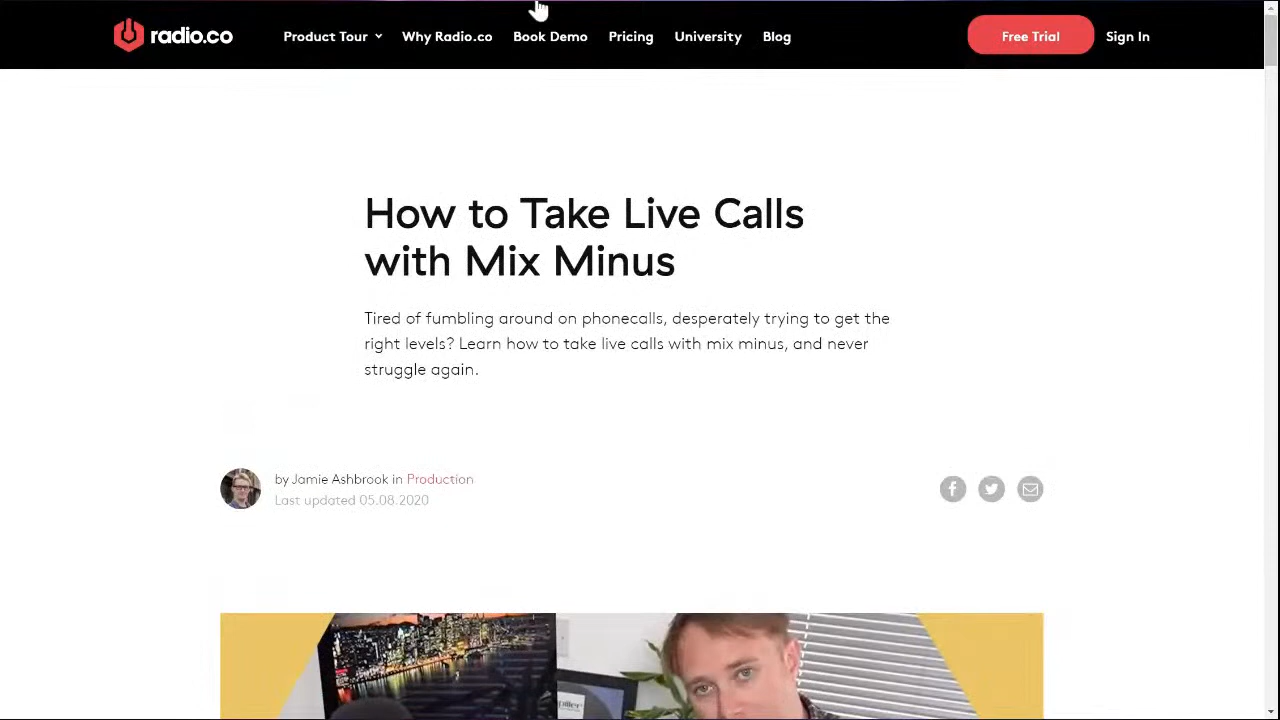 radio.co
Product Tour
Why Radio.co
Book Demo
Pricing
University
Blog
Free Trial
Sign In
How to Take Live Calls
with Mix Minus
Tired of fumbling around on phonecalls, desperately trying to get the
right levels? Learn how to take live calls with mix minus, and never
struggle again.
by Jamie Ashbrook in Production
Last updated 05.08.2020